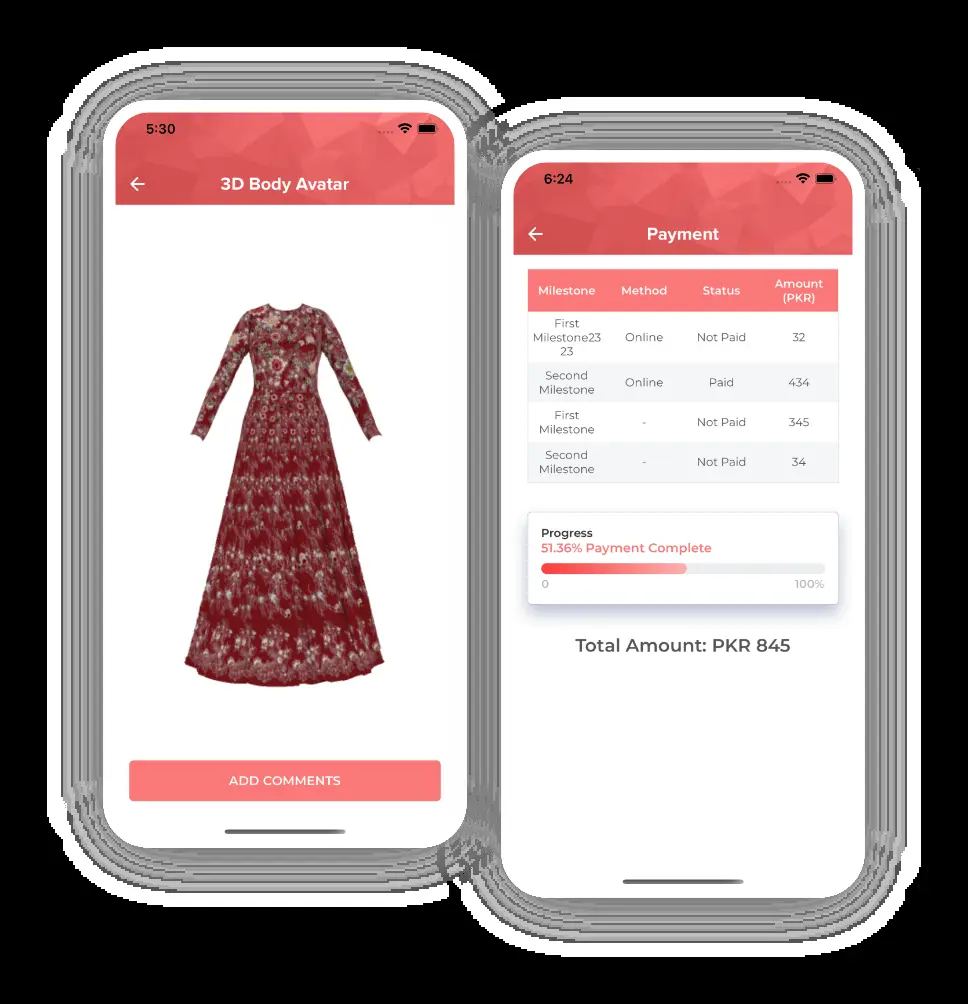 5:30
3D Body Avatar
ADD COMMENTS
6:24
Payment
Milestone Method Status Amount
(PKR)
First
Milestone23
23 Online Not Paid 32
Second
Milestone Online Paid 434
First
Milestone - Not Paid 345
Second
Milestone - Not Paid 34
Progress
51.36% Payment Complete
0 100%
Total Amount: PKR 845